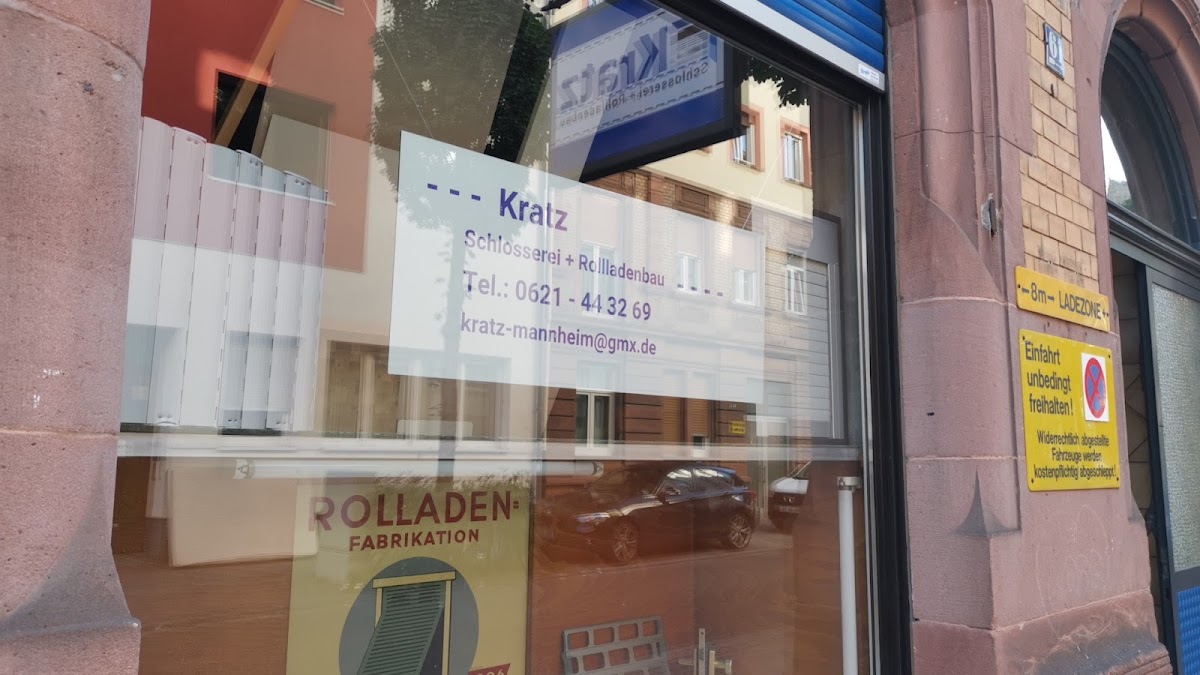 Kratz
Schlosserei + Rollladenbau
--- Kratz
Schlosserei + Rollladenbau ----
Tel.: 0621 - 44 32 69
kratz-mannheim@gmx.de
ROLLADEN=
FABRIKATION
61
8m LADEZONE
Einfahrt
unbedingt
freihalten!
Widerrechtlich abgestellte
Fahrzeuge werden
kostenpflichtig abgeschleppt!